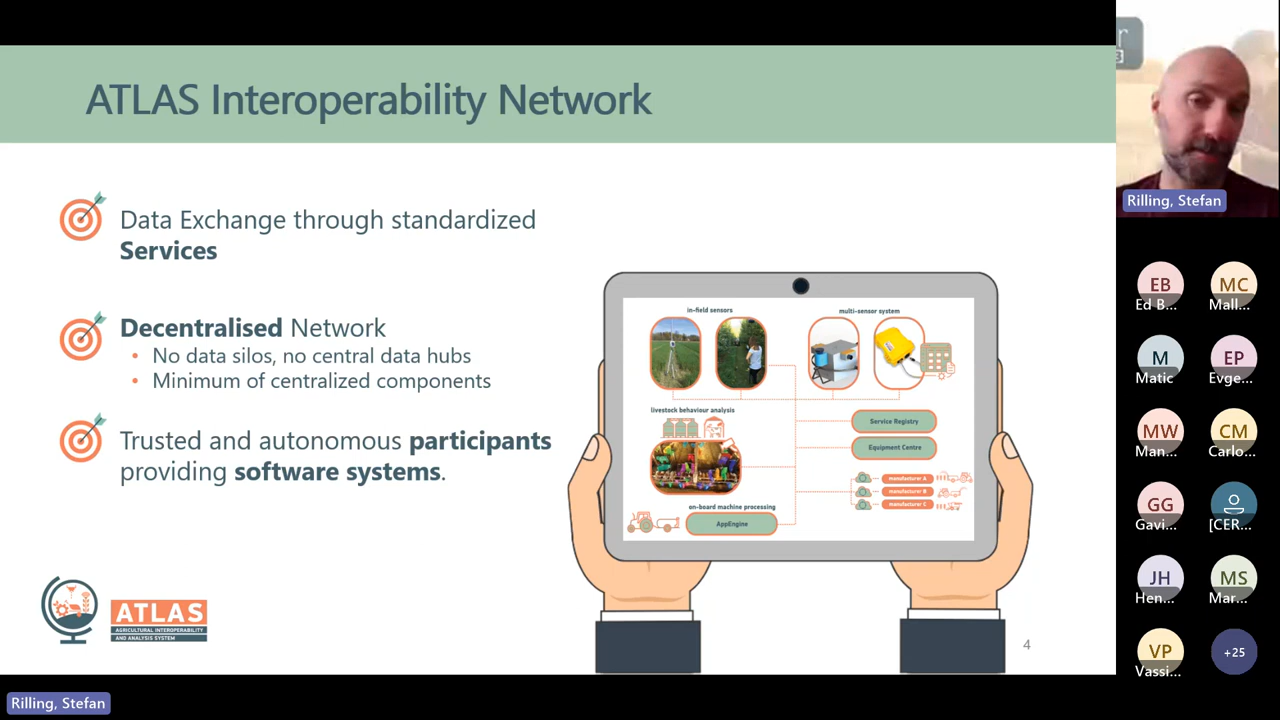 ATLAS Interoperability Network
Data Exchange through standardized
Services
Decentralised Network
• No data silos, no central data hubs
• Minimum of centralized components
Trusted and autonomous participants
providing software systems.
in-field sensors
multi-sensor system
livestock behaviour analysis
Service Registry
Equipment Centre
manufacturer A
manufacturer B
manufacturer C
on-board machine processing
AppEngine
ATLAS
AGRICULTURAL INTEROPERABILITY
AND ANALYSIS SYSTEM
4
r
3
Rilling, Stefan
EB
Ed B...
MC
Mall...
M
Matic
EP
Evge...
MW
Man...
CM
Carlo...
GG
Gavi...
[CER...
JH
Hen...
MS
Mar...
VP
Vassi...
+25
Rilling, Stefan